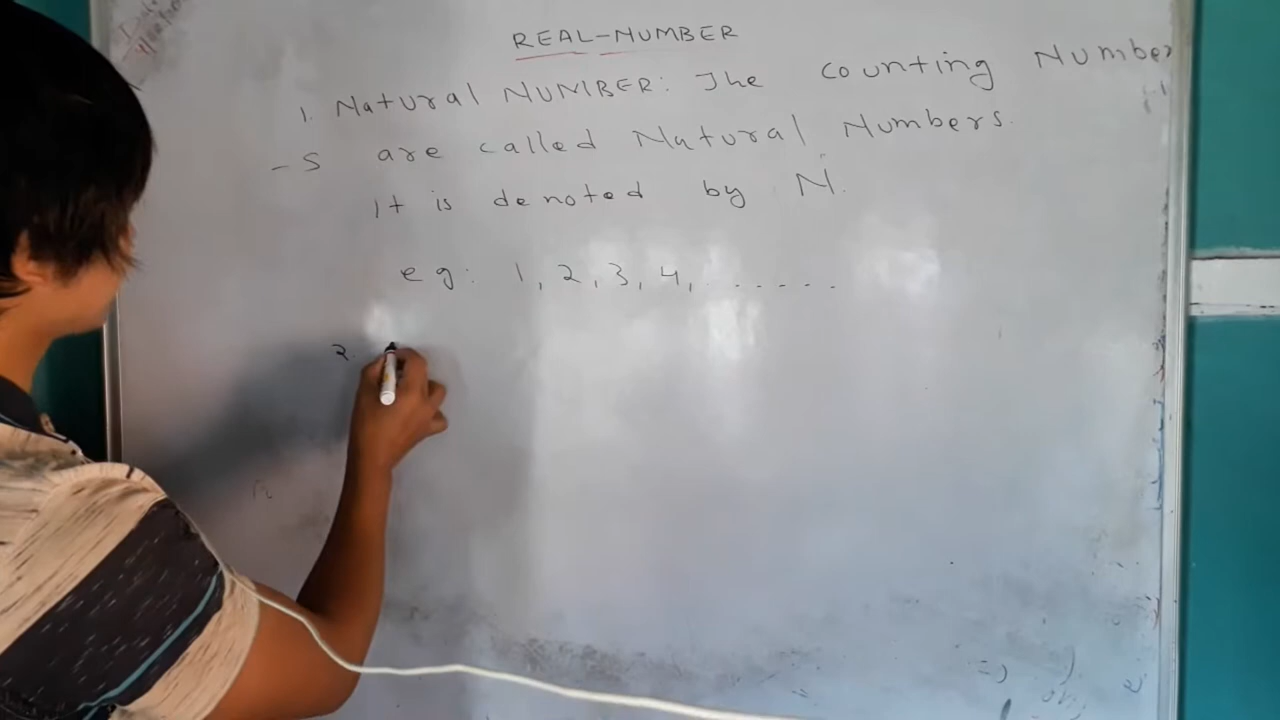 REAL-NUMBER
1. Natural NUMBER: The counting Number
-s are called Natural Numbers.
It is denoted by N.
eg: 1, 2, 3, 4, . . . . . .
2.